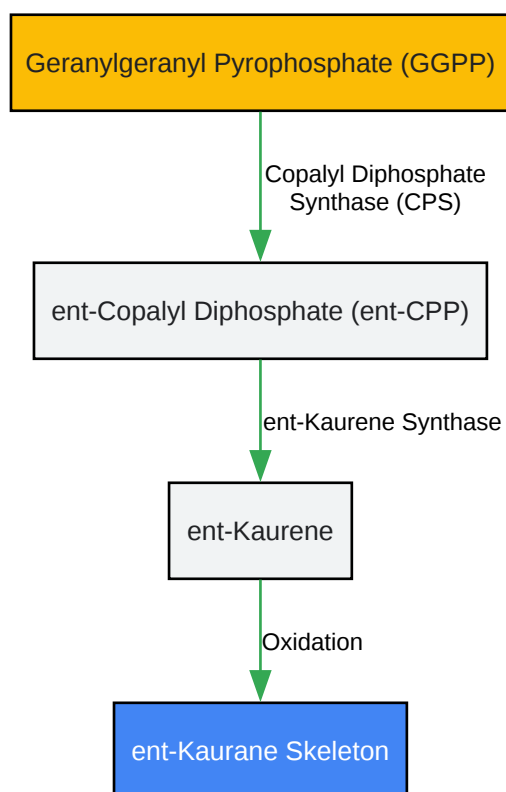 Geranylgeranyl Pyrophosphate (GGPP)
Copalyl Diphosphate
Synthase (CPS)
ent-Copalyl Diphosphate (ent-CPP)
ent-Kaurene Synthase
ent-Kaurene
Oxidation
ent-Kaurane Skeleton